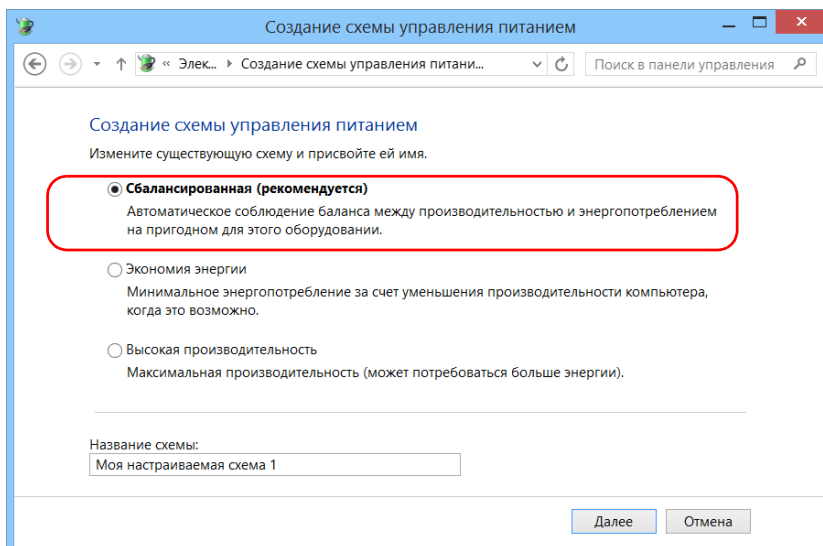 Создание схемы управления питанием
« Элек... Создание схемы управления питани...
Поиск в панели управления
Создание схемы управления питанием
Измените существующую схему и присвойте ей имя.
Сбалансированная (рекомендуется)
Автоматическое соблюдение баланса между производительностью и энергопотреблением
на пригодном для этого оборудовании.
Экономия энергии
Минимальное энергопотребление за счет уменьшения производительности компьютера,
когда это возможно.
Высокая производительность
Максимальная производительность (может потребоваться больше энергии).
Название схемы:
Моя настраиваемая схема 1
Далее
Отмена